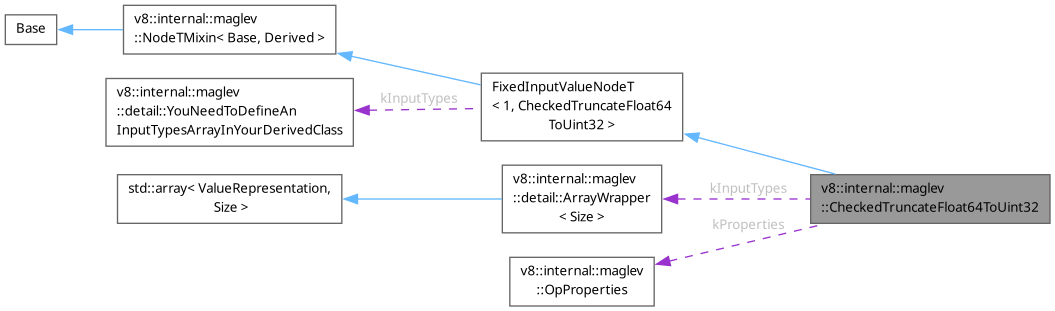 Base
v8::internal::maglev
::NodeTMixin< Base, Derived >
v8::internal::maglev
::detail::YouNeedToDefineAn
InputTypesArrayInYourDerivedClass
kInputTypes
FixedInputValueNodeT
< 1, CheckedTruncateFloat64
ToUint32 >
std::array< ValueRepresentation,
Size >
v8::internal::maglev
::detail::ArrayWrapper
< Size >
kInputTypes
v8::internal::maglev
::CheckedTruncateFloat64ToUint32
kProperties
v8::internal::maglev
::OpProperties